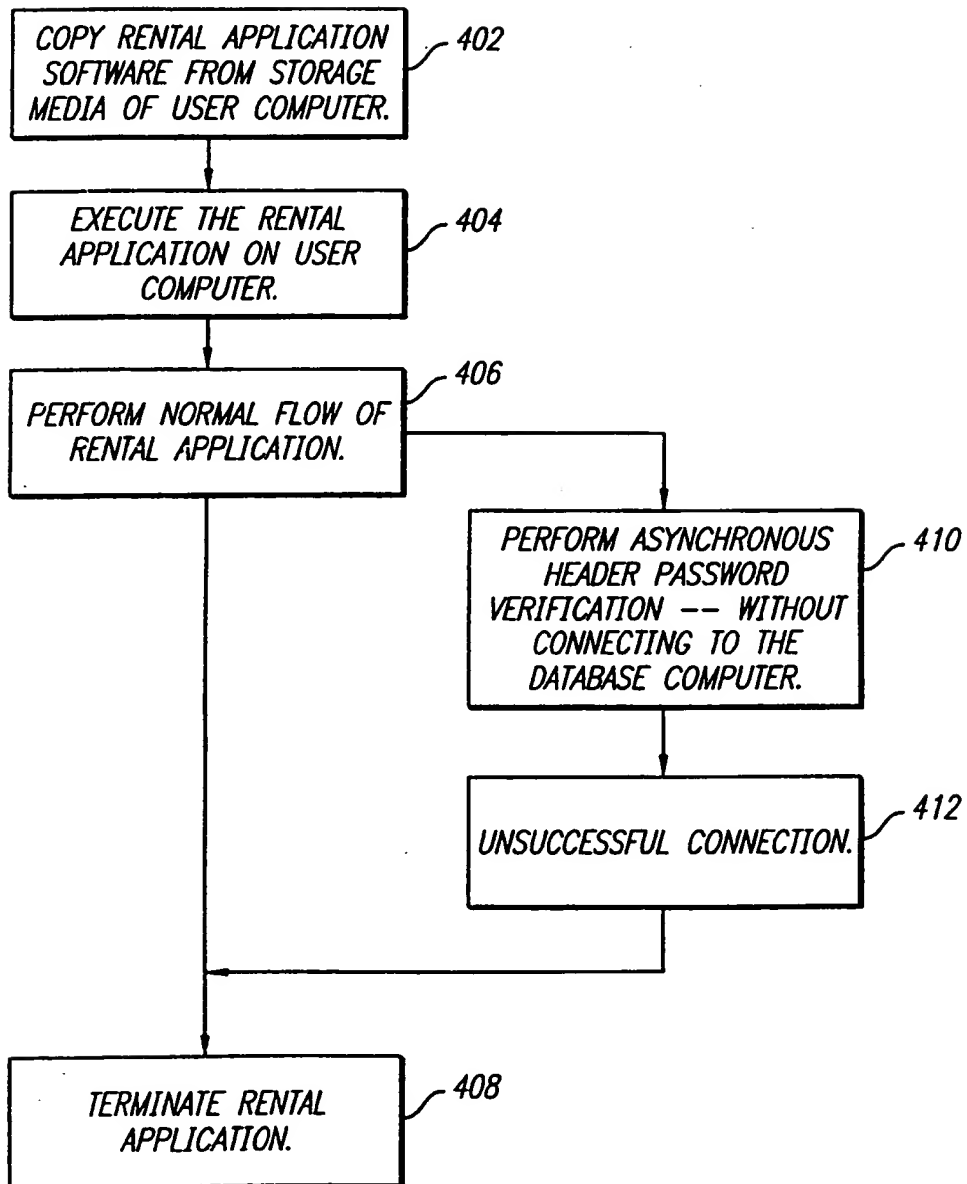 COPY RENTAL APPLICATION
SOFTWARE FROM STORAGE
MEDIA OF USER COMPUTER.
402
EXECUTE THE RENTAL
APPLICATION ON USER
COMPUTER.
404
PERFORM NORMAL FLOW OF
RENTAL APPLICATION.
406
PERFORM ASYNCHRONOUS
HEADER PASSWORD
VERIFICATION -- WITHOUT
CONNECTING TO THE
DATABASE COMPUTER.
410
UNSUCCESSFUL CONNECTION.
412
TERMINATE RENTAL
APPLICATION.
408